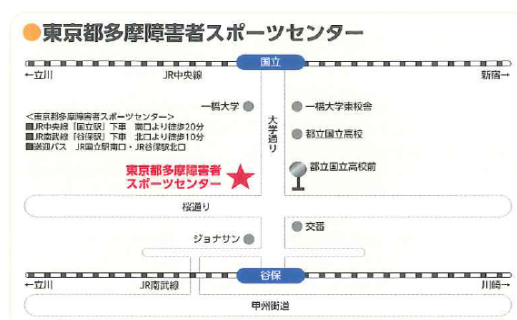 ●東京都多摩障害者スポーツセンター
国立
←立川
JR中央線
新宿→
<東京都多摩障害者スポーツセンター>
■JR中央線「国立駅」下車 南口より徒歩20分
■JR南武線「谷保駅」下車 北口より徒歩10分
■送迎バス JR国立駅南口・JR谷保駅北口
一橋大学
一橋大学東校舎
大学通り
都立国立高校
東京都多摩障害者
スポーツセンター
都立国立高校前
桜通り
交番
ジョナサン
谷保
←立川
JR南武線
川崎→
甲州街道